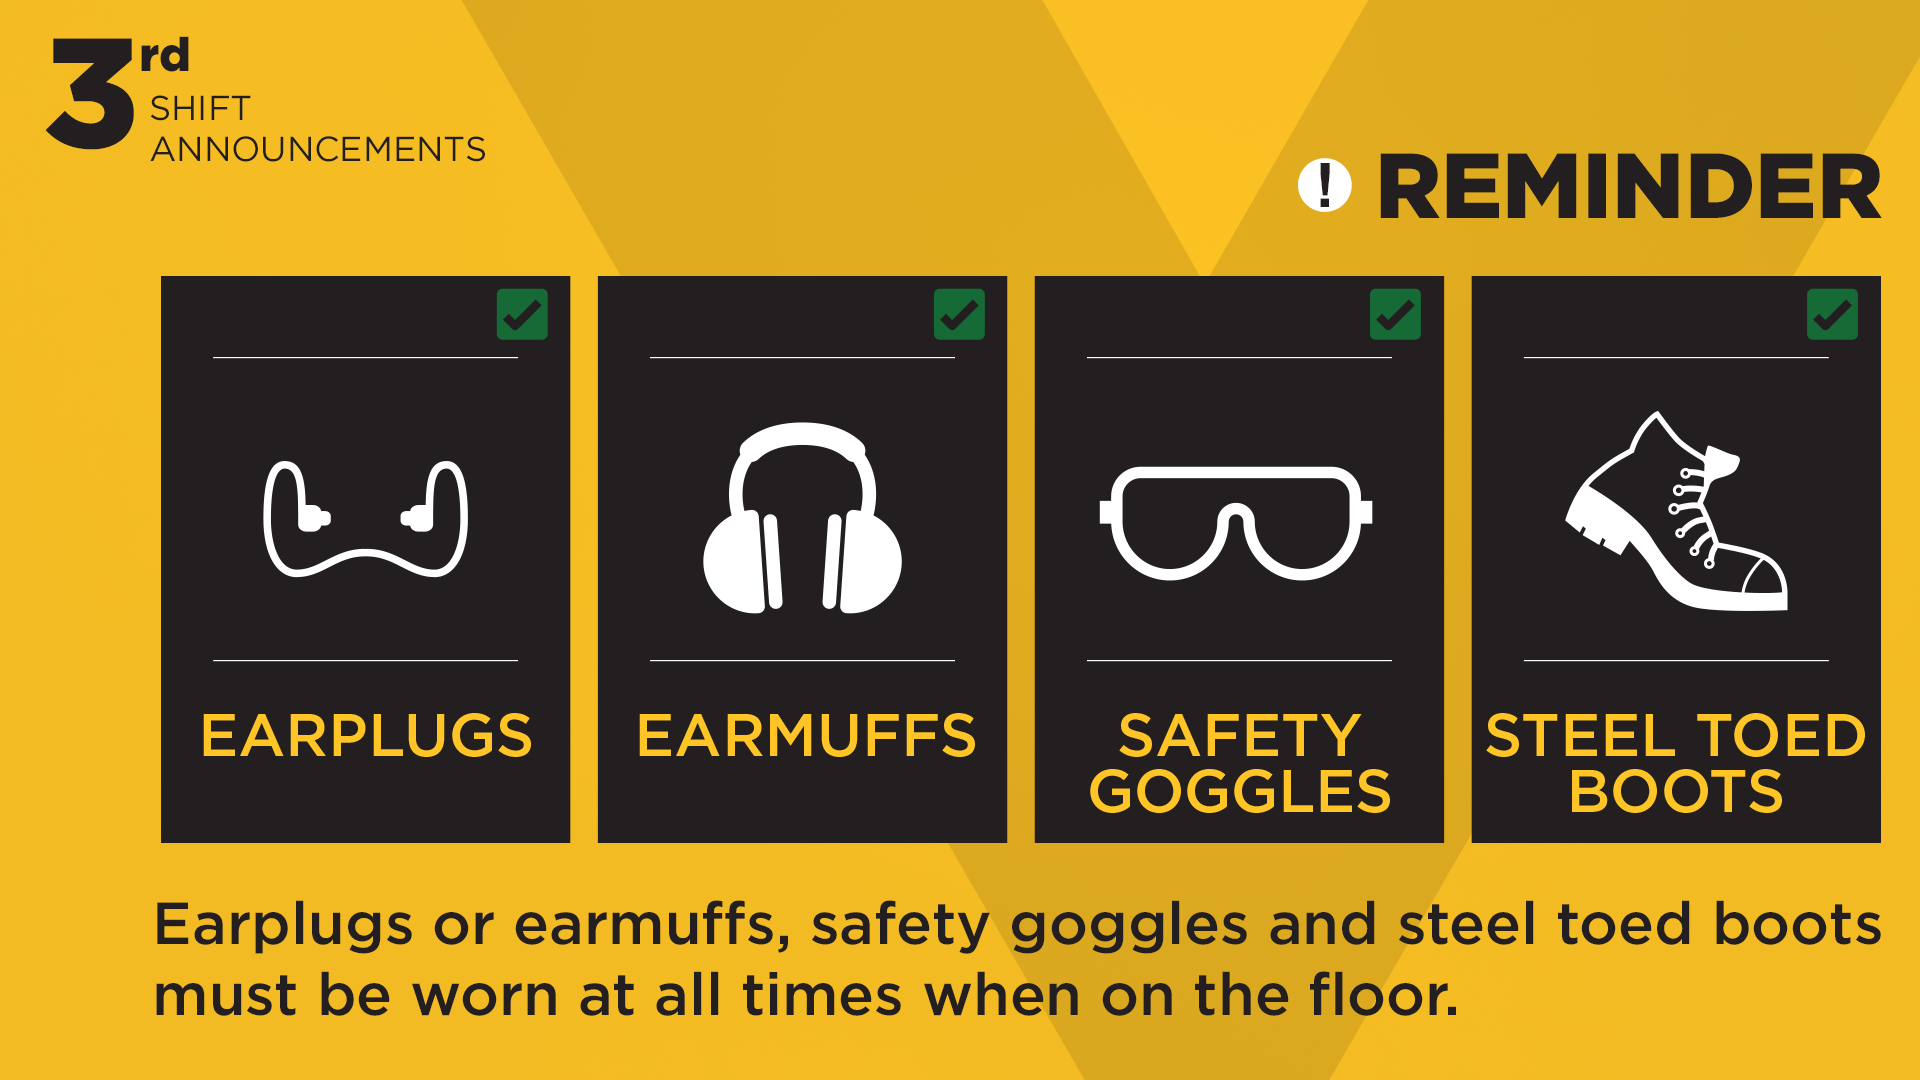 3rd
SHIFT
ANNOUNCEMENTS
! REMINDER
EARPLUGS
EARMUFFS
SAFETY
GOGGLES
STEEL TOED
BOOTS
Earplugs or earmuffs, safety goggles and steel toed boots
must be worn at all times when on the floor.